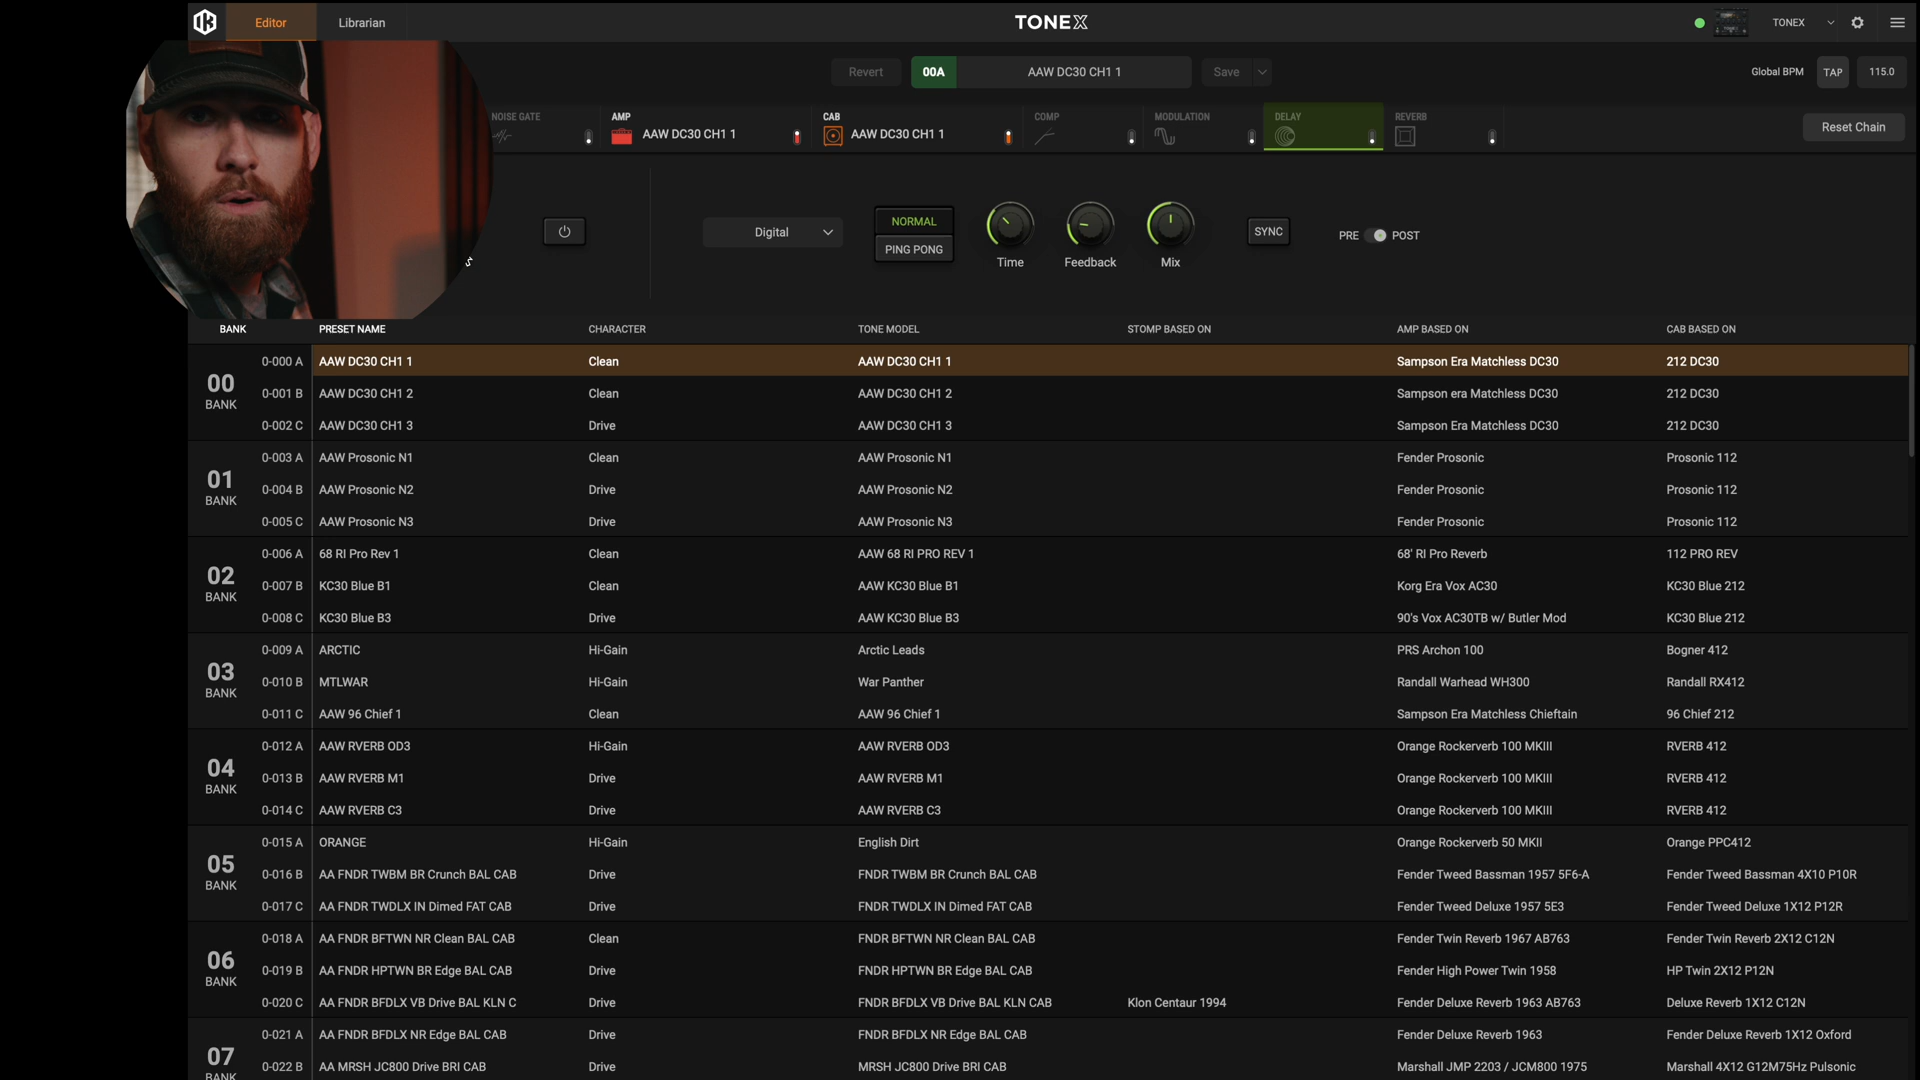 Editor Librarian TONEX TONEX
Revert 00A AAW DC30 CH1 1 Save Global BPM TAP 115.0
NOISE GATE AMP AAW DC30 CH1 1 CAB AAW DC30 CH1 1 COMP MODULATION DELAY REVERB Reset Chain
Digital NORMAL PING PONG Time Feedback Mix SYNC PRE POST
BANK PRESET NAME CHARACTER TONE MODEL STOMP BASED ON AMP BASED ON CAB BASED ON
00 BANK
0-000 A AAW DC30 CH1 1 Clean AAW DC30 CH1 1 Sampson Era Matchless DC30 212 DC30
0-001 B AAW DC30 CH1 2 Clean AAW DC30 CH1 2 Sampson era Matchless DC30 212 DC30
0-002 C AAW DC30 CH1 3 Drive AAW DC30 CH1 3 Sampson Era Matchless DC30 212 DC30
01 BANK
0-003 A AAW Prosonic N1 Clean AAW Prosonic N1 Fender Prosonic Prosonic 112
0-004 B AAW Prosonic N2 Drive AAW Prosonic N2 Fender Prosonic Prosonic 112
0-005 C AAW Prosonic N3 Drive AAW Prosonic N3 Fender Prosonic Prosonic 112
02 BANK
0-006 A 68 RI Pro Rev 1 Clean AAW 68 RI PRO REV 1 68' RI Pro Reverb 112 PRO REV
0-007 B KC30 Blue B1 Clean AAW KC30 Blue B1 Korg Era Vox AC30 KC30 Blue 212
0-008 C KC30 Blue B3 Drive AAW KC30 Blue B3 90's Vox AC30TB w/ Butler Mod KC30 Blue 212
03 BANK
0-009 A ARCTIC Hi-Gain Arctic Leads PRS Archon 100 Bogner 412
0-010 B MTLWAR Hi-Gain War Panther Randall Warhead WH300 Randall RX412
0-011 C AAW 96 Chief 1 Clean AAW 96 Chief 1 Sampson Era Matchless Chieftain 96 Chief 212
04 BANK
0-012 A AAW RVERB OD3 Hi-Gain AAW RVERB OD3 Orange Rockerverb 100 MKIII RVERB 412
0-013 B AAW RVERB M1 Drive AAW RVERB M1 Orange Rockerverb 100 MKIII RVERB 412
0-014 C AAW RVERB C3 Drive AAW RVERB C3 Orange Rockerverb 100 MKIII RVERB 412
05 BANK
0-015 A ORANGE Hi-Gain English Dirt Orange Rockerverb 50 MKII Orange PPC412
0-016 B AA FNDR TWBM BR Crunch BAL CAB Drive FNDR TWBM BR Crunch BAL CAB Fender Tweed Bassman 1957 5F6-A Fender Tweed Bassman 4X10 P10R
0-017 C AA FNDR TWDLX IN Dimed FAT CAB Drive FNDR TWDLX IN Dimed FAT CAB Fender Tweed Deluxe 1957 5E3 Fender Tweed Deluxe 1X12 P12R
06 BANK
0-018 A AA FNDR BFTWN NR Clean BAL CAB Clean FNDR BFTWN NR Clean BAL CAB Fender Twin Reverb 1967 AB763 Fender Twin Reverb 2X12 C12N
0-019 B AA FNDR HPTWN BR Edge BAL CAB Drive FNDR HPTWN BR Edge BAL CAB Fender High Power Twin 1958 HP Twin 2X12 P12N
0-020 C AA FNDR BFDLX VB Drive BAL KLN C Drive FNDR BFDLX VB Drive BAL KLN CAB Klon Centaur 1994 Fender Deluxe Reverb 1963 AB763 Deluxe Reverb 1X12 C12N
07 BANK
0-021 A AA FNDR BFDLX NR Edge BAL CAB Drive FNDR BFDLX NR Edge BAL CAB Fender Deluxe Reverb 1963 Fender Deluxe Reverb 1X12 Oxford
0-022 B AA MRSH JC800 Drive BRI CAB Drive MRSH JC800 Drive BRI CAB Marshall JMP 2203 / JCM800 1975 Marshall 4X12 G12M75Hz Pulsonic